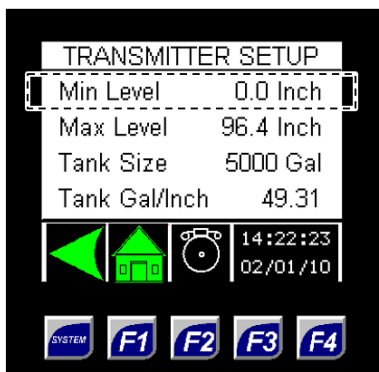 TRANSMITTER SETUP
Min Level 0.0 Inch
Max Level 96.4 Inch
Tank Size 5000 Gal
Tank Gal/Inch 49.31
14:22:23
02/01/10
SYSTEM F1 F2 F3 F4